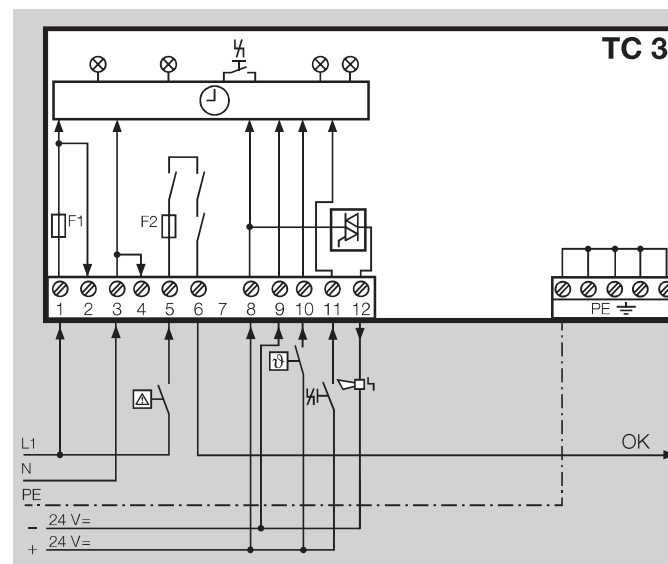 TC 3
F1
F2
1 2 3 4 5 6 7 8 9 10 11 12
PE
ϑ
L1
OK
N
PE
− 24 V=
+ 24 V=